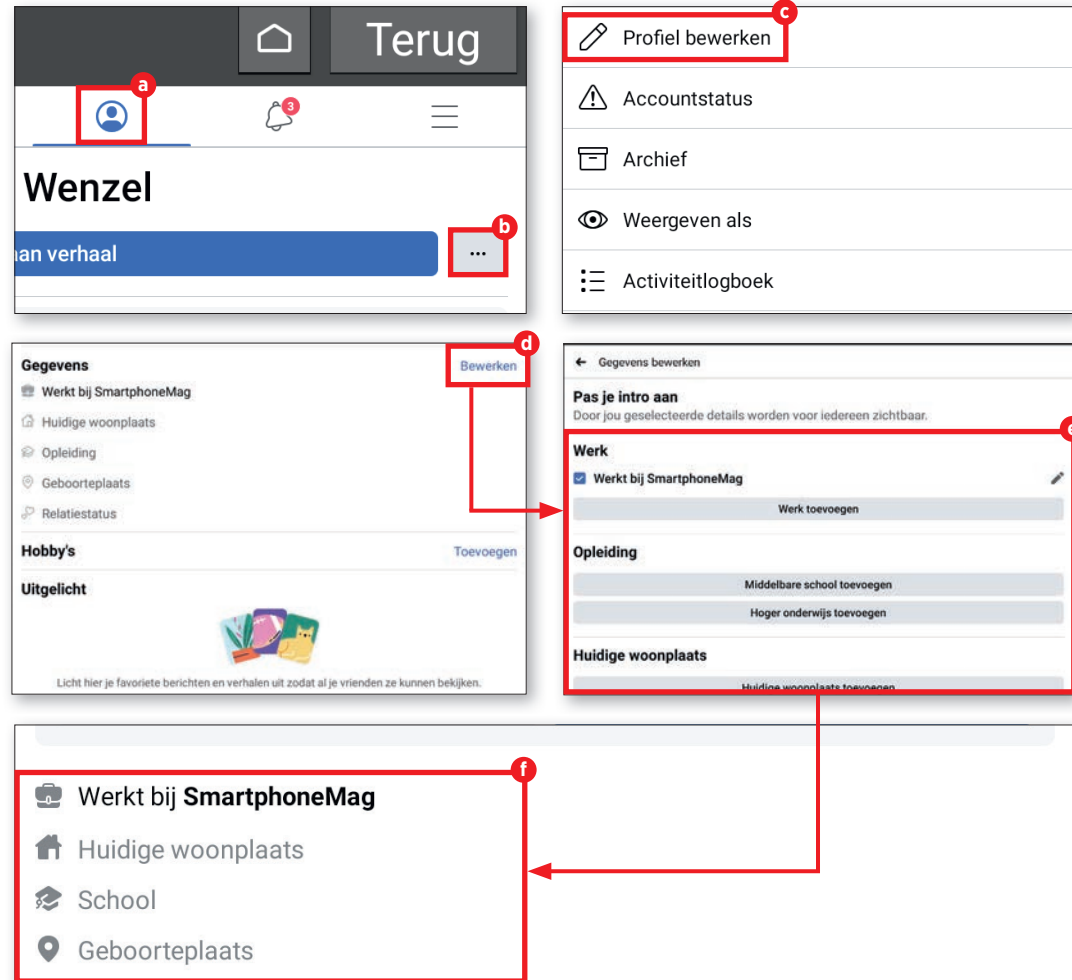 Terug
a
3
Wenzel
b
aan verhaal
...
c
Profiel bewerken
Accountstatus
Archief
Weergeven als
Activiteitlogboek
d
Gegevens
Bewerken
Werkt bij SmartphoneMag
Huidige woonplaats
Opleiding
Geboorteplaats
Relatiestatus
Hobby's
Toevoegen
Uitgelicht
Licht hier je favoriete berichten en verhalen uit zodat al je vrienden ze kunnen bekijken.
Gegevens bewerken
Pas je intro aan
Door jou geselecteerde details worden voor iedereen zichtbaar.
e
Werk
Werkt bij SmartphoneMag
Werk toevoegen
Opleiding
Middelbare school toevoegen
Hoger onderwijs toevoegen
Huidige woonplaats
Huidige woonplaats toevoegen
f
Werkt bij SmartphoneMag
Huidige woonplaats
School
Geboorteplaats